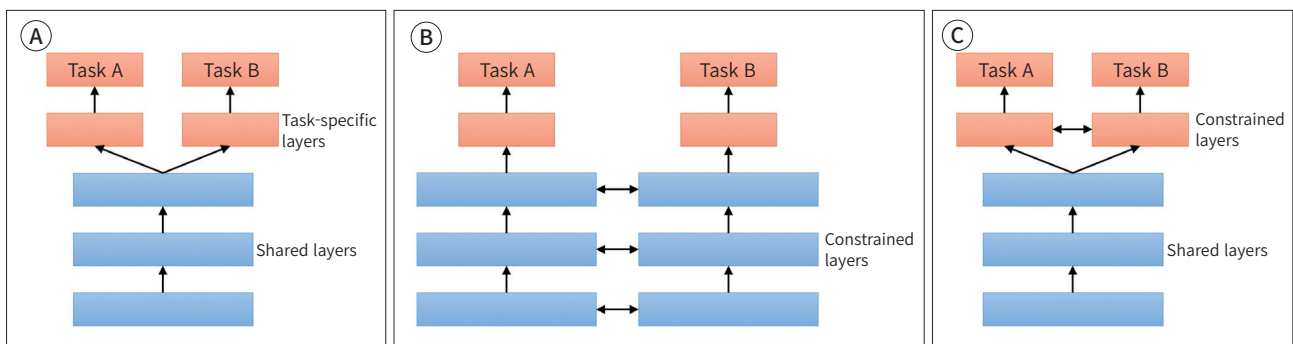 A
Task A
Task B
Task-specific
layers
Shared layers
B
Task A
Task B
Constrained
layers
C
Task A
Task B
Constrained
layers
Shared layers